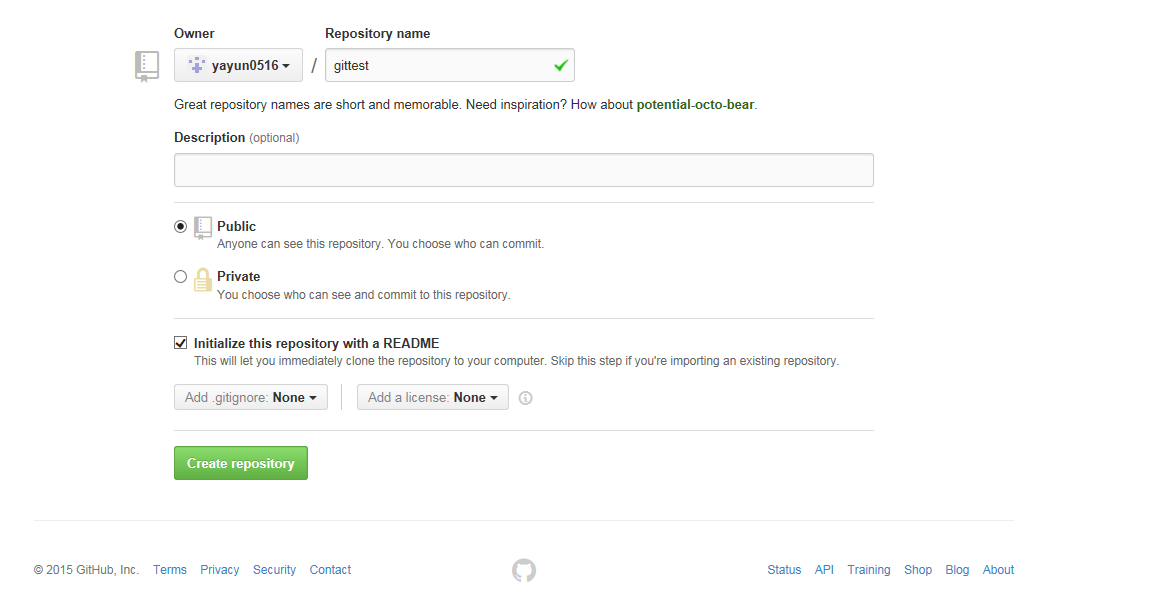 Owner Repository name
yayun0516 / gittest
Great repository names are short and memorable. Need inspiration? How about potential-octo-bear.
Description (optional)
Public
Anyone can see this repository. You choose who can commit.
Private
You choose who can see and commit to this repository.
Initialize this repository with a README
This will let you immediately clone the repository to your computer. Skip this step if you're importing an existing repository.
Add .gitignore: None Add a license: None
Create repository
© 2015 GitHub, Inc. Terms Privacy Security Contact Status API Training Shop Blog About